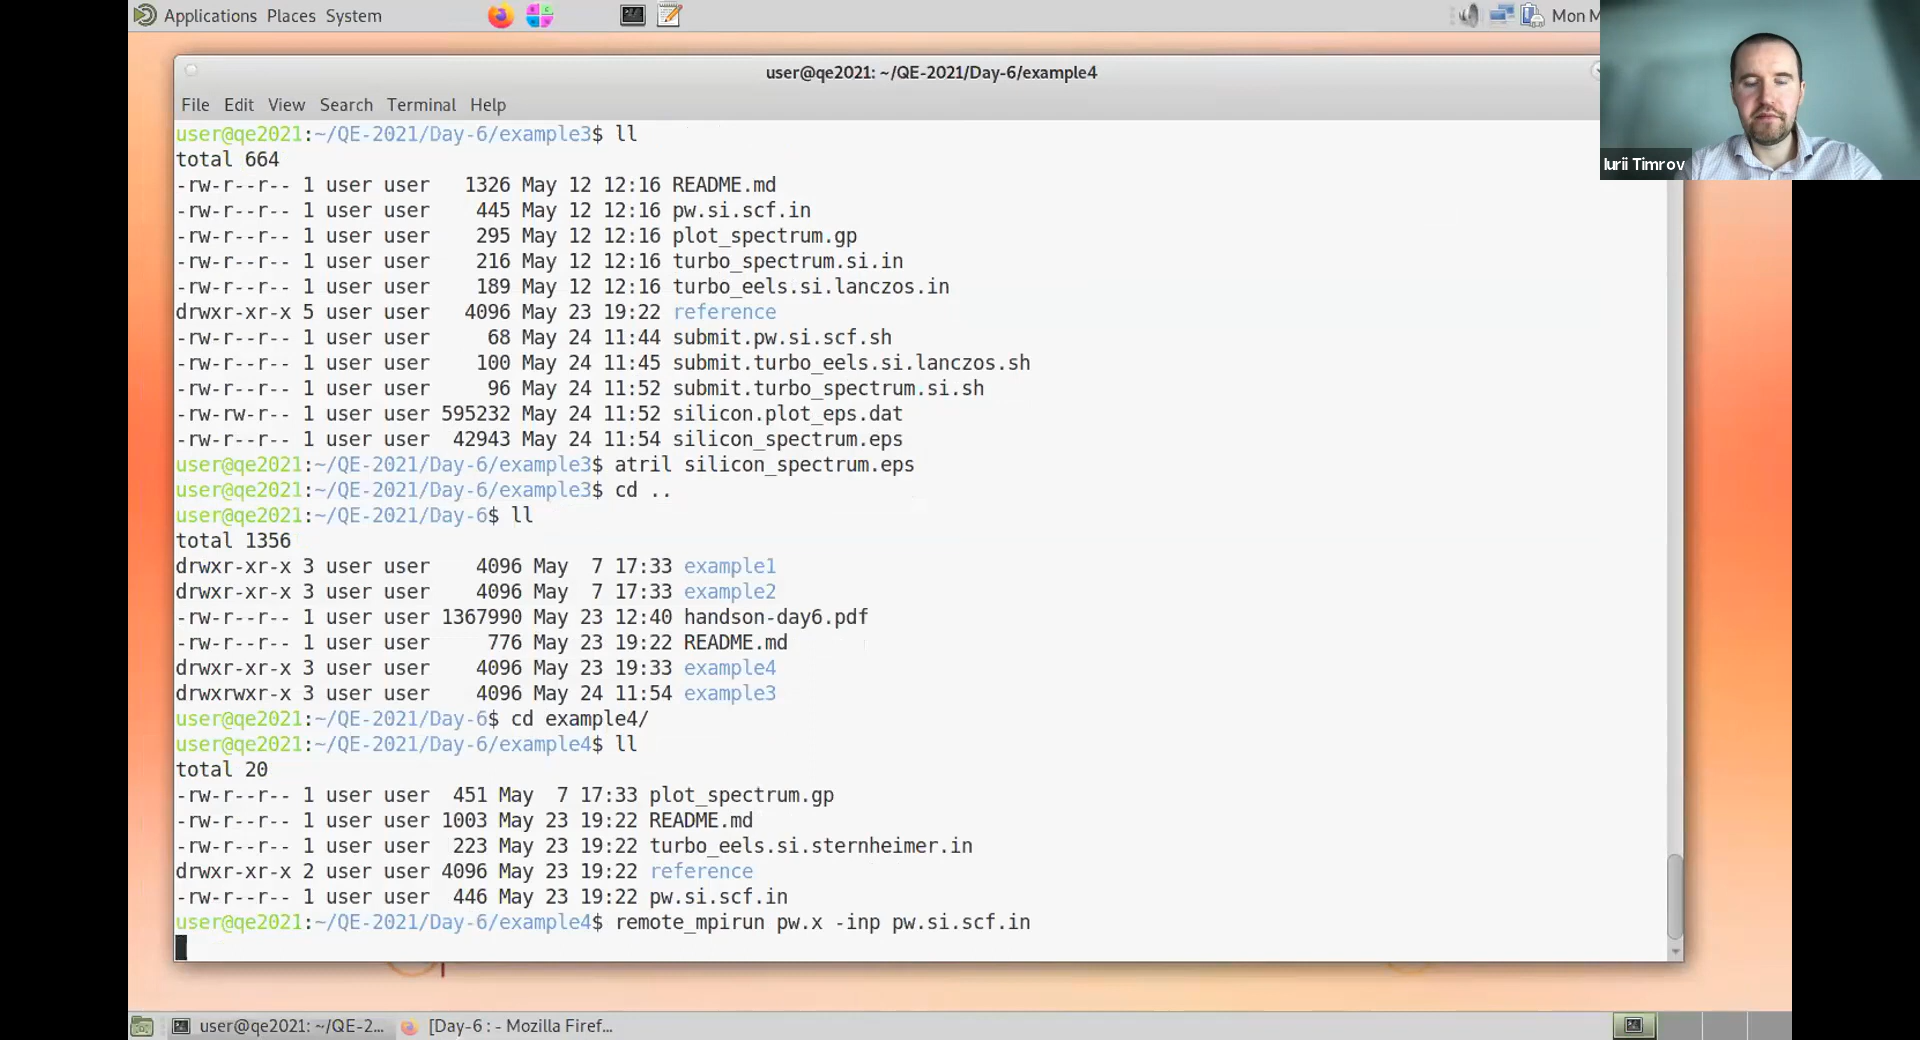 Applications Places System
Mon M
user@qe2021: ~/QE-2021/Day-6/example4
Iurii Timrov
File Edit View Search Terminal Help
user@qe2021:~/QE-2021/Day-6/example3$ ll
total 664
-rw-r--r-- 1 user user   1326 May 12 12:16 README.md
-rw-r--r-- 1 user user    445 May 12 12:16 pw.si.scf.in
-rw-r--r-- 1 user user    295 May 12 12:16 plot_spectrum.gp
-rw-r--r-- 1 user user    216 May 12 12:16 turbo_spectrum.si.in
-rw-r--r-- 1 user user    189 May 12 12:16 turbo_eels.si.lanczos.in
drwxr-xr-x 5 user user   4096 May 23 19:22 reference
-rw-r--r-- 1 user user     68 May 24 11:44 submit.pw.si.scf.sh
-rw-r--r-- 1 user user    100 May 24 11:45 submit.turbo_eels.si.lanczos.sh
-rw-r--r-- 1 user user     96 May 24 11:52 submit.turbo_spectrum.si.sh
-rw-rw-r-- 1 user user 595232 May 24 11:52 silicon.plot_eps.dat
-rw-r--r-- 1 user user  42943 May 24 11:54 silicon_spectrum.eps
user@qe2021:~/QE-2021/Day-6/example3$ atril silicon_spectrum.eps
user@qe2021:~/QE-2021/Day-6/example3$ cd ..
user@qe2021:~/QE-2021/Day-6$ ll
total 1356
drwxr-xr-x 3 user user    4096 May  7 17:33 example1
drwxr-xr-x 3 user user    4096 May  7 17:33 example2
-rw-r--r-- 1 user user 1367990 May 23 12:40 handson-day6.pdf
-rw-r--r-- 1 user user     776 May 23 19:22 README.md
drwxr-xr-x 3 user user    4096 May 23 19:33 example4
drwxrwxr-x 3 user user    4096 May 24 11:54 example3
user@qe2021:~/QE-2021/Day-6$ cd example4/
user@qe2021:~/QE-2021/Day-6/example4$ ll
total 20
-rw-r--r-- 1 user user  451 May  7 17:33 plot_spectrum.gp
-rw-r--r-- 1 user user 1003 May 23 19:22 README.md
-rw-r--r-- 1 user user  223 May 23 19:22 turbo_eels.si.sternheimer.in
drwxr-xr-x 2 user user 4096 May 23 19:22 reference
-rw-r--r-- 1 user user  446 May 23 19:22 pw.si.scf.in
user@qe2021:~/QE-2021/Day-6/example4$ remote_mpirun pw.x -inp pw.si.scf.in
user@qe2021: ~/QE-2...
[Day-6 : - Mozilla Firef...